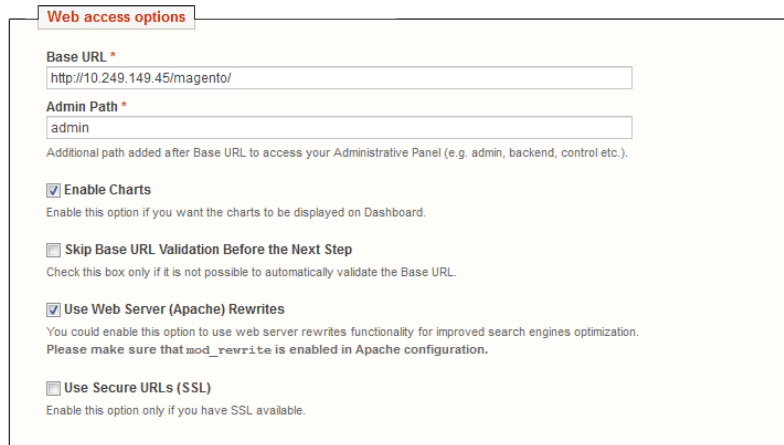 Web access options
Base URL *
http://10.249.149.45/magento/
Admin Path *
admin
Additional path added after Base URL to access your Administrative Panel (e.g. admin, backend, control etc.).
Enable Charts
Enable this option if you want the charts to be displayed on Dashboard.
Skip Base URL Validation Before the Next Step
Check this box only if it is not possible to automatically validate the Base URL.
Use Web Server (Apache) Rewrites
You could enable this option to use web server rewrites functionality for improved search engines optimization.
Please make sure that mod_rewrite is enabled in Apache configuration.
Use Secure URLs (SSL)
Enable this option only if you have SSL available.